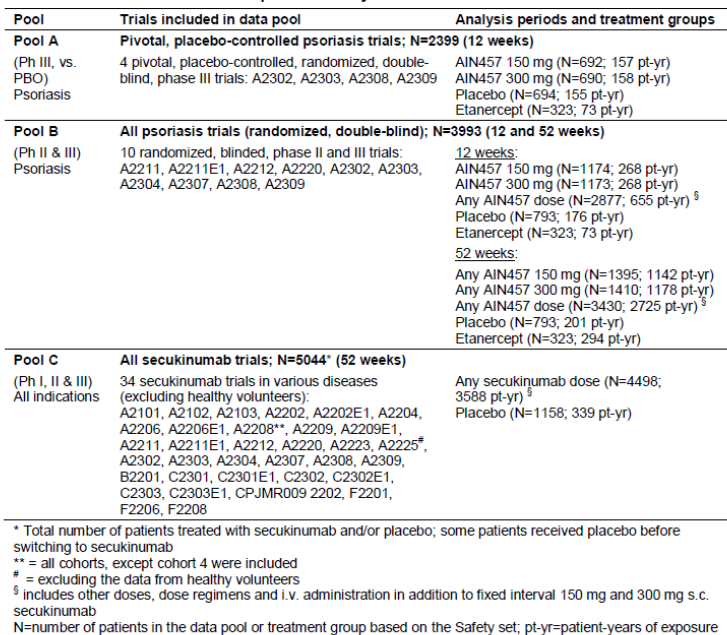 Pool Trials included in data pool Analysis periods and treatment groups
Pool A Pivotal, placebo-controlled psoriasis trials; N=2399 (12 weeks)
(Ph III, vs. PBO) Psoriasis
4 pivotal, placebo-controlled, randomized, double-
blind, phase III trials: A2302, A2303, A2308, A2309
AIN457 150 mg (N=692; 157 pt-yr)
AIN457 300 mg (N=690; 158 pt-yr)
Placebo (N=694; 155 pt-yr)
Etanercept (N=323; 73 pt-yr)
Pool B All psoriasis trials (randomized, double-blind); N=3993 (12 and 52 weeks)
(Ph II & III)
Psoriasis
10 randomized, blinded, phase II and III trials:
A2211, A2211E1, A2212, A2220, A2302, A2303,
A2304, A2307, A2308, A2309
12 weeks:
AIN457 150 mg (N=1174; 268 pt-yr)
AIN457 300 mg (N=1173; 268 pt-yr)
Any AIN457 dose (N=2877; 655 pt-yr) §
Placebo (N=793; 176 pt-yr)
Etanercept (N=323; 73 pt-yr)
52 weeks:
Any AIN457 150 mg (N=1395; 1142 pt-yr)
Any AIN457 300 mg (N=1410; 1178 pt-yr)
Any AIN457 dose (N=3430; 2725 pt-yr) §
Placebo (N=793; 201 pt-yr)
Etanercept (N=323; 294 pt-yr)
Pool C All secukinumab trials; N=5044* (52 weeks)
(Ph I, II & III)
All indications
34 secukinumab trials in various diseases
(excluding healthy volunteers):
A2101, A2102, A2103, A2202, A2202E1, A2204,
A2206, A2206E1, A2208**, A2209, A2209E1,
A2211, A2211E1, A2212, A2220, A2223, A2225#,
A2302, A2303, A2304, A2307, A2308, A2309,
B2201, C2301, C2301E1, C2302, C2302E1,
C2303, C2303E1, CPJMR009 2202, F2201,
F2206, F2208
Any secukinumab dose (N=4498;
3588 pt-yr) §
Placebo (N=1158; 339 pt-yr)
* Total number of patients treated with secukinumab and/or placebo; some patients received placebo before
switching to secukinumab
** = all cohorts, except cohort 4 were included
# = excluding the data from healthy volunteers
§ includes other doses, dose regimens and i.v. administration in addition to fixed interval 150 mg and 300 mg s.c.
secukinumab
N=number of patients in the data pool or treatment group based on the Safety set; pt-yr=patient-years of exposure